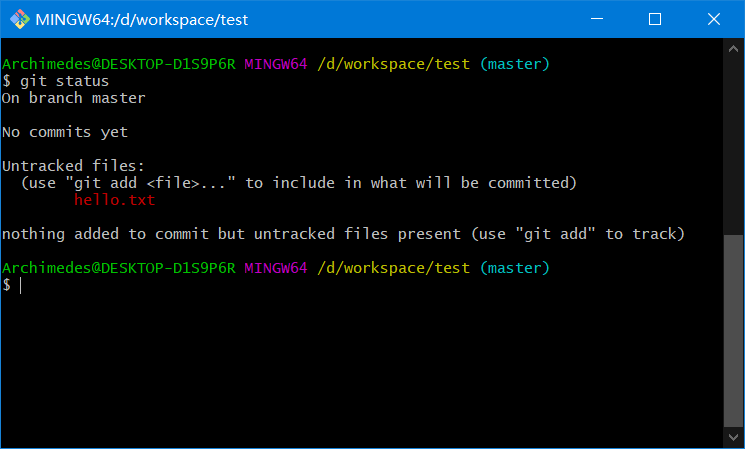 MINGW64:/d/workspace/test
Archimedes@DESKTOP-D1S9P6R MINGW64 /d/workspace/test (master)
$ git status
On branch master
No commits yet
Untracked files:
  (use "git add <file>..." to include in what will be committed)
        hello.txt
nothing added to commit but untracked files present (use "git add" to track)
Archimedes@DESKTOP-D1S9P6R MINGW64 /d/workspace/test (master)
$